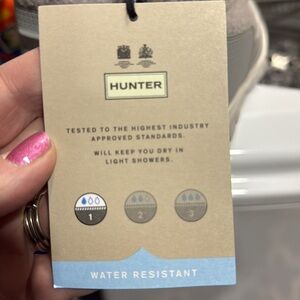 HUNTER
TESTED TO THE HIGHEST INDUSTRY
APPROVED STANDARDS.
WILL KEEP YOU DRY IN
LIGHT SHOWERS.
1 2 3
WATER RESISTANT